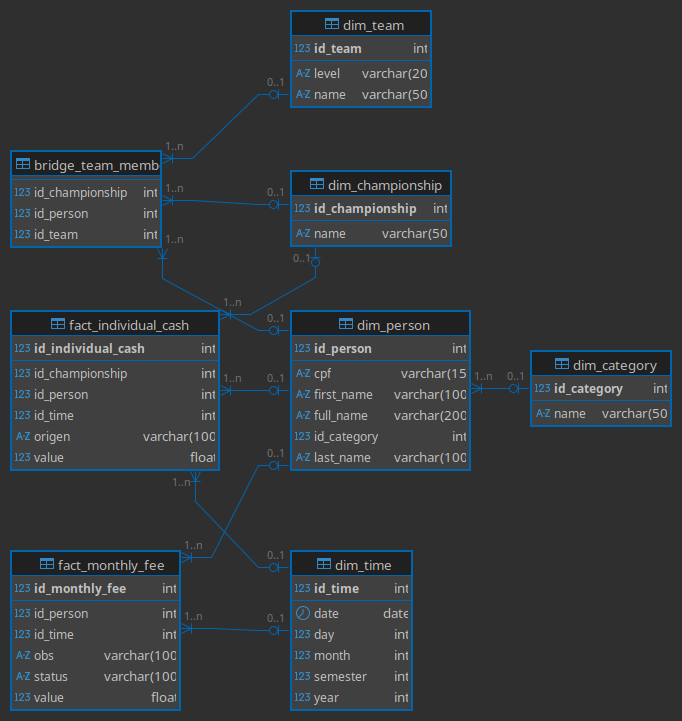 dim_team
123 id_team int
A-Z level varchar(20
A-Z name varchar(50
0..1
1..n
bridge_team_memb
123 id_championship int
123 id_person int
123 id_team int
1..n
0..1
1..n
dim_championship
123 id_championship int
A-Z name varchar(50
0..1
1..n
0..1
fact_individual_cash
123 id_individual_cash int
123 id_championship int
123 id_person int
123 id_time int
A-Z origen varchar(100
123 value float
1..n
0..1
1..n
dim_person
123 id_person int
A-Z cpf varchar(15
A-Z first_name varchar(100
A-Z full_name varchar(200
123 id_category int
A-Z last_name varchar(100
1..n
0..1
dim_category
123 id_category int
A-Z name varchar(50
0..1
1..n
0..1
fact_monthly_fee
123 id_monthly_fee int
123 id_person int
123 id_time int
A-Z obs varchar(100
A-Z status varchar(100
123 value float
1..n
0..1
dim_time
123 id_time int
date date
123 day int
123 month int
123 semester int
123 year int